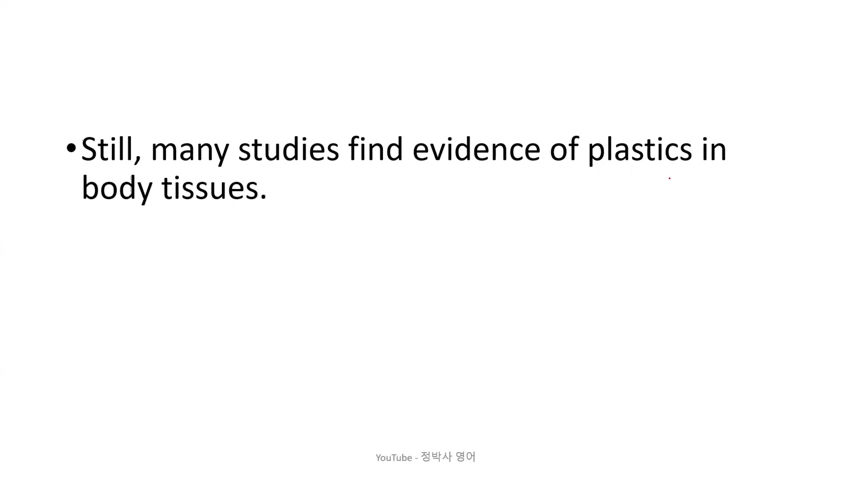 •Still, many studies find evidence of plastics in
body tissues.
YouTube - 정박사 영어